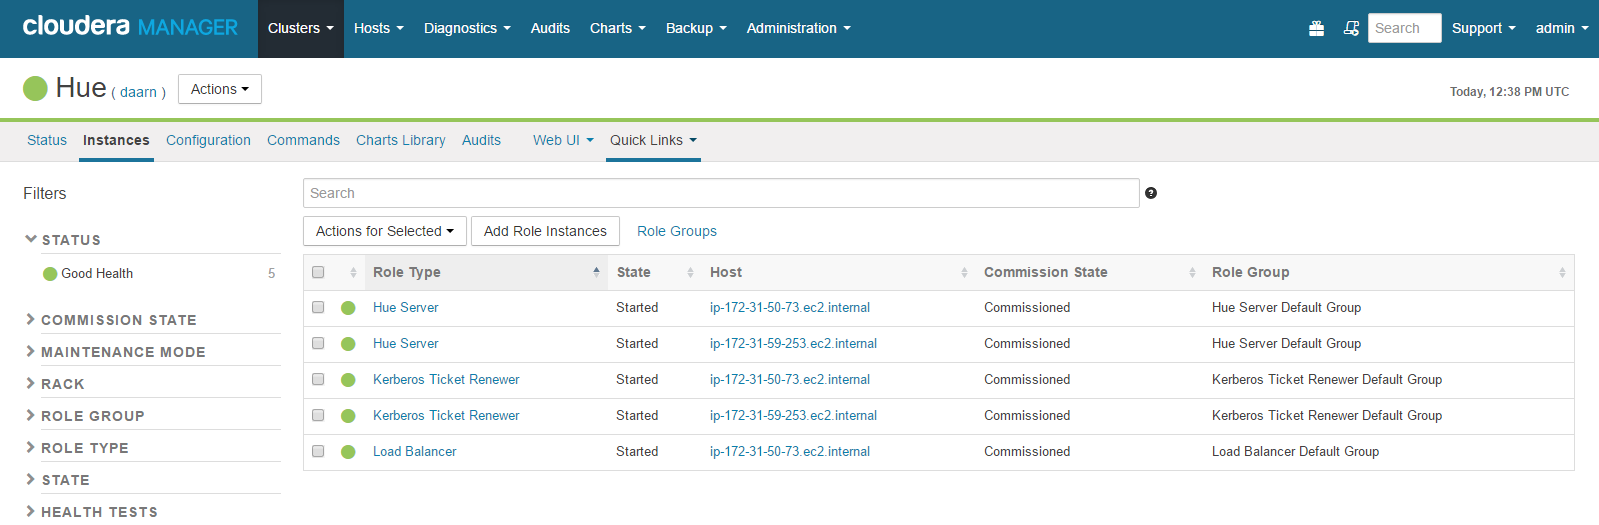 cloudera MANAGER Clusters Hosts Diagnostics Audits Charts Backup Administration Search Support admin
Hue ( daarn ) Actions Today, 12:38 PM UTC
Status Instances Configuration Commands Charts Library Audits Web UI Quick Links
Filters
Search
?
Actions for Selected Add Role Instances Role Groups
STATUS
Good Health 5
COMMISSION STATE
MAINTENANCE MODE
RACK
ROLE GROUP
ROLE TYPE
STATE
HEALTH TESTS
Role Type State Host Commission State Role Group
Hue Server Started ip-172-31-50-73.ec2.internal Commissioned Hue Server Default Group
Hue Server Started ip-172-31-59-253.ec2.internal Commissioned Hue Server Default Group
Kerberos Ticket Renewer Started ip-172-31-50-73.ec2.internal Commissioned Kerberos Ticket Renewer Default Group
Kerberos Ticket Renewer Started ip-172-31-59-253.ec2.internal Commissioned Kerberos Ticket Renewer Default Group
Load Balancer Started ip-172-31-50-73.ec2.internal Commissioned Load Balancer Default Group